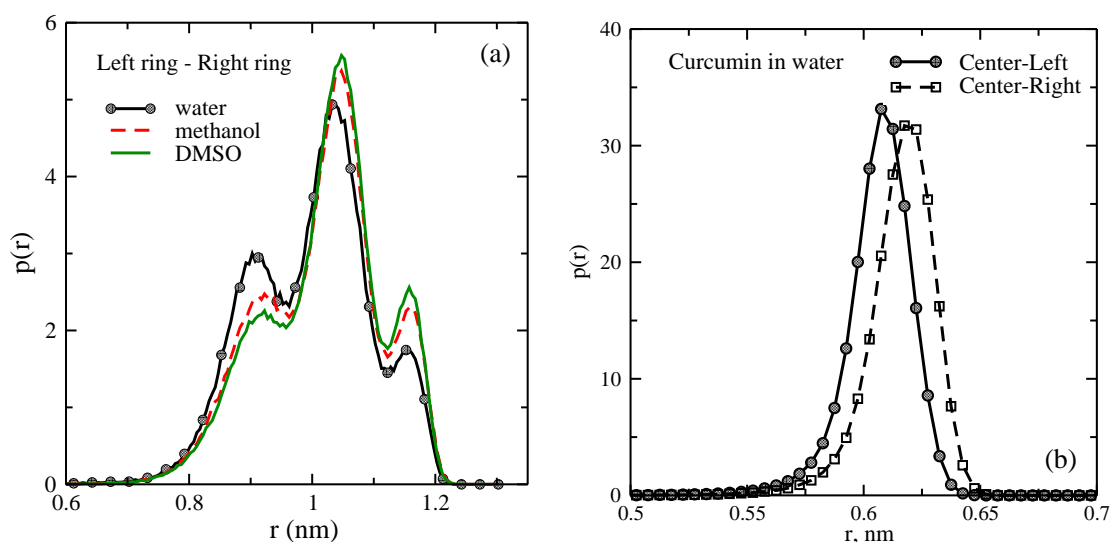 (a)
Left ring - Right ring
water
methanol
DMSO
p(r)
6
4
2
0
0.6
0.8
1
1.2
r (nm)
Curcumin in water
Center-Left
Center-Right
(b)
p(r)
40
30
20
10
0
0.5
0.55
0.6
0.65
0.7
r, nm